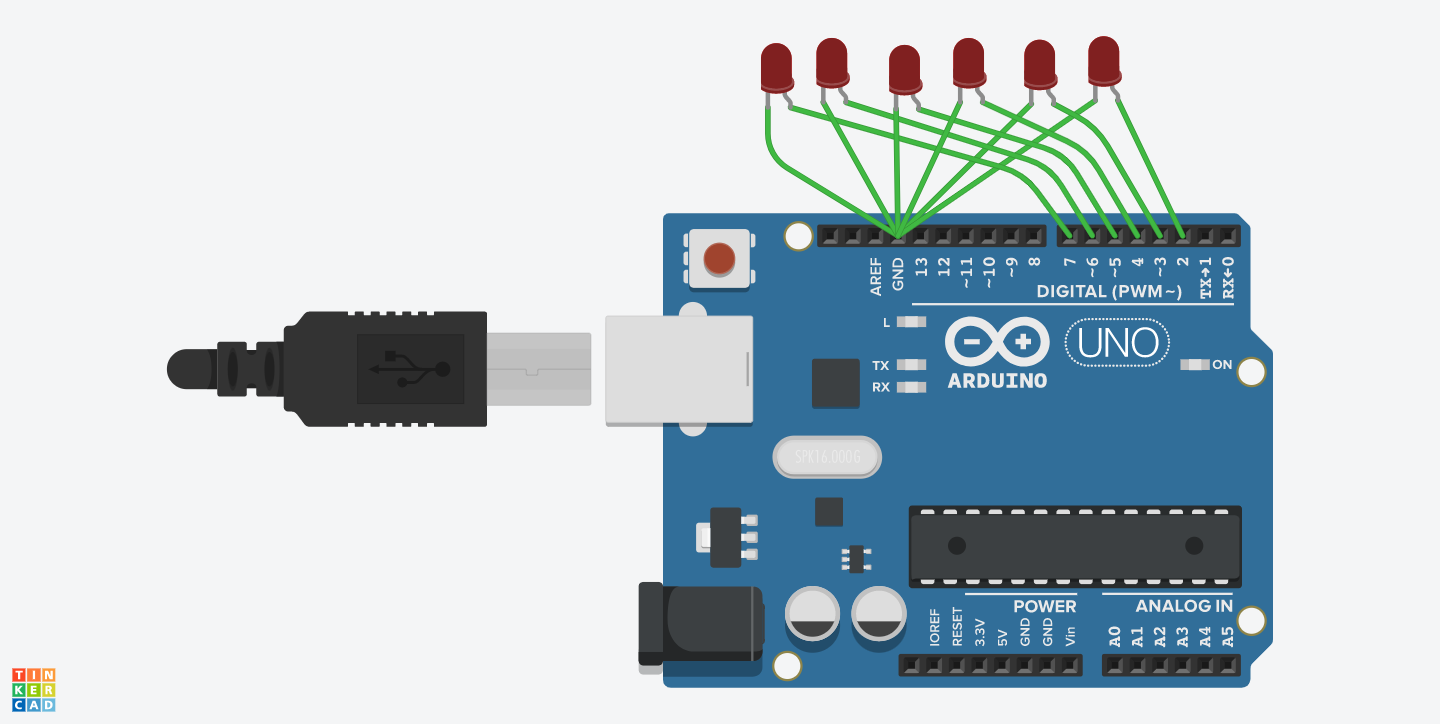 AREF
GND
13
12
~11
~10
~9
8
7
~6
~5
4
~3
2
TX→1
RX←0
DIGITAL (PWM~)
L
TX
RX
ARDUINO
UNO
ON
SPK16.000G
POWER
ANALOG IN
IOREF
RESET
3.3V
5V
GND
GND
Vin
A0
A1
A2
A3
A4
A5
TIN
KER
CAD